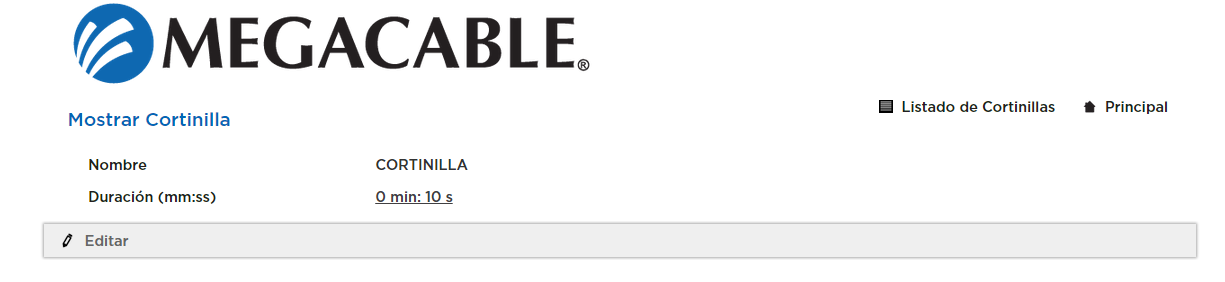 MEGACABLE®
Listado de Cortinillas Principal
Mostrar Cortinilla
Nombre CORTINILLA
Duración (mm:ss) 0 min: 10 s
Editar